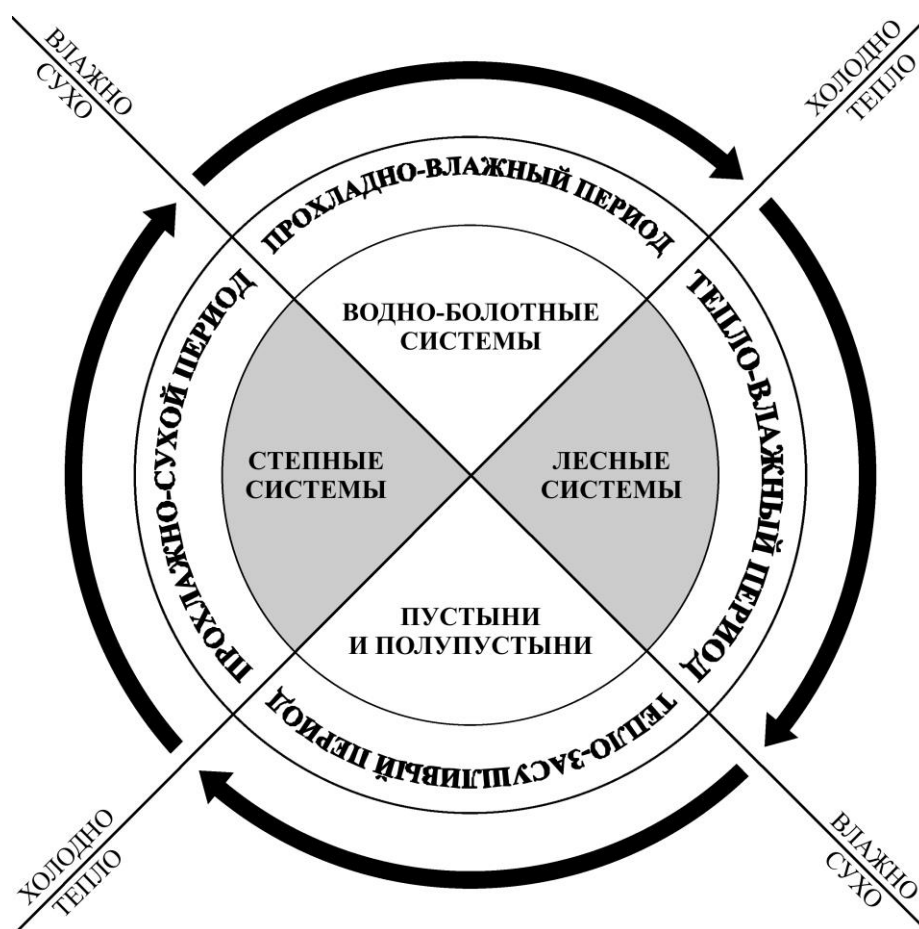 ВЛАЖНО
СУХО
ХОЛОДНО
ТЕПЛО
ПРОХЛАДНО-ВЛАЖНЫЙ ПЕРИОД
ТЕПЛО-ВЛАЖНЫЙ ПЕРИОД
ПРОХЛАЖНО-СУХОЙ ПЕРИОД
ВОДНО-БОЛОТНЫЕ
СИСТЕМЫ
СТЕПНЫЕ
СИСТЕМЫ
ЛЕСНЫЕ
СИСТЕМЫ
ПУСТЫНИ
И ПОЛУПУСТЫНИ
ТЕПЛО-ЗАСУШЛИВЫЙ ПЕРИОД
ХОЛОДНО
ТЕПЛО
ВЛАЖНО
СУХО